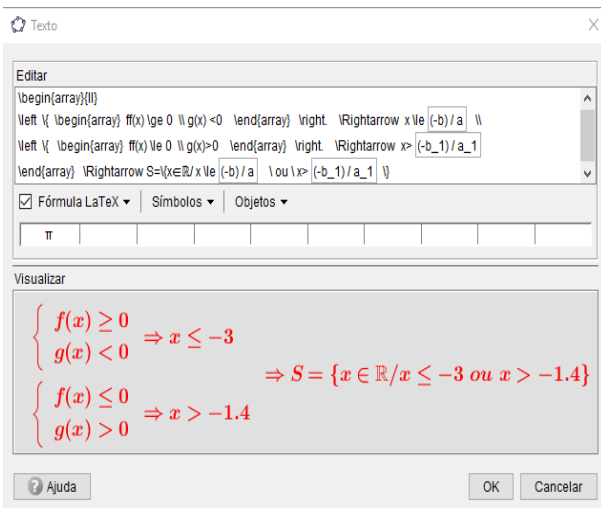 Texto
Editar
\begin{array}{ll}
\left \{ \begin{array} ff(x) \ge 0 \\ g(x) <0 \end{array} \right. \Rightarrow x \le (-b) / a \\
\left \{ \begin{array} ff(x) \le 0 \\ g(x)>0 \end{array} \right. \Rightarrow x> (-b_1) / a_1
\end{array} \Rightarrow S=\{x∈ℝ/ x \le (-b) / a \ ou \ x> (-b_1) / a_1 \}
Fórmula LaTeX ▾ Símbolos ▾ Objetos ▾
π
Visualizar
f(x) ≥ 0
g(x) < 0
⇒ x ≤ −3
⇒ S = {x ∈ ℝ/x ≤ −3 ou x > −1.4}
f(x) ≤ 0
g(x) > 0
⇒ x > −1.4
Ajuda OK Cancelar